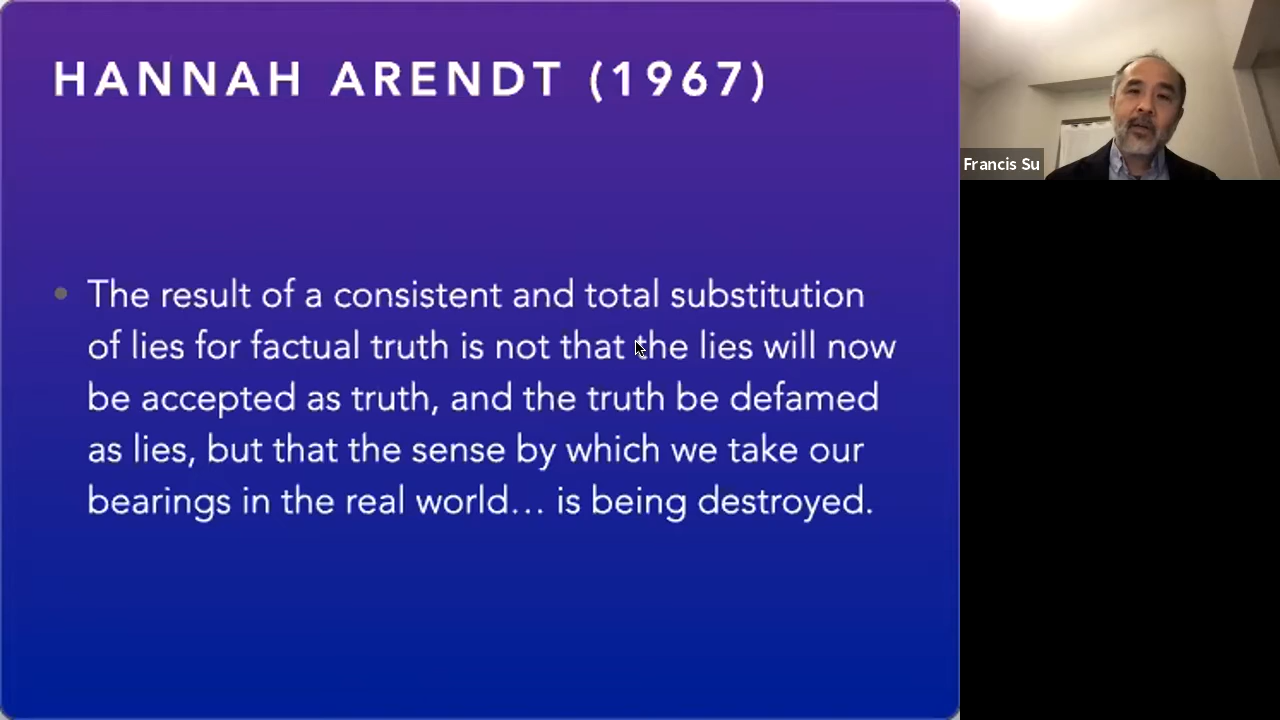 HANNAH ARENDT (1967)
• The result of a consistent and total substitution
of lies for factual truth is not that the lies will now
be accepted as truth, and the truth be defamed
as lies, but that the sense by which we take our
bearings in the real world… is being destroyed.
Francis Su